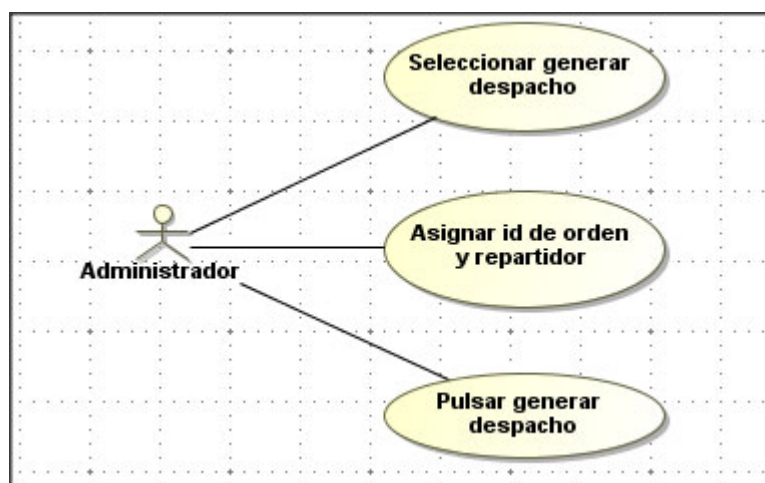 Seleccionar generar
despacho
Asignar id de orden
y repartidor
Administrador
Pulsar generar
despacho